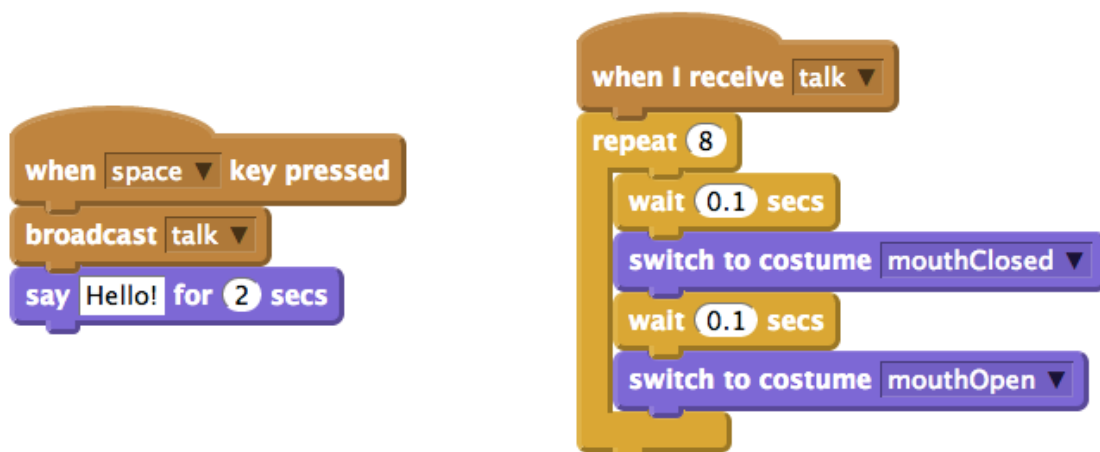 when space ▼ key pressed
broadcast talk ▼
say Hello! for 2 secs
when I receive talk ▼
repeat 8
wait 0.1 secs
switch to costume mouthClosed ▼
wait 0.1 secs
switch to costume mouthOpen ▼